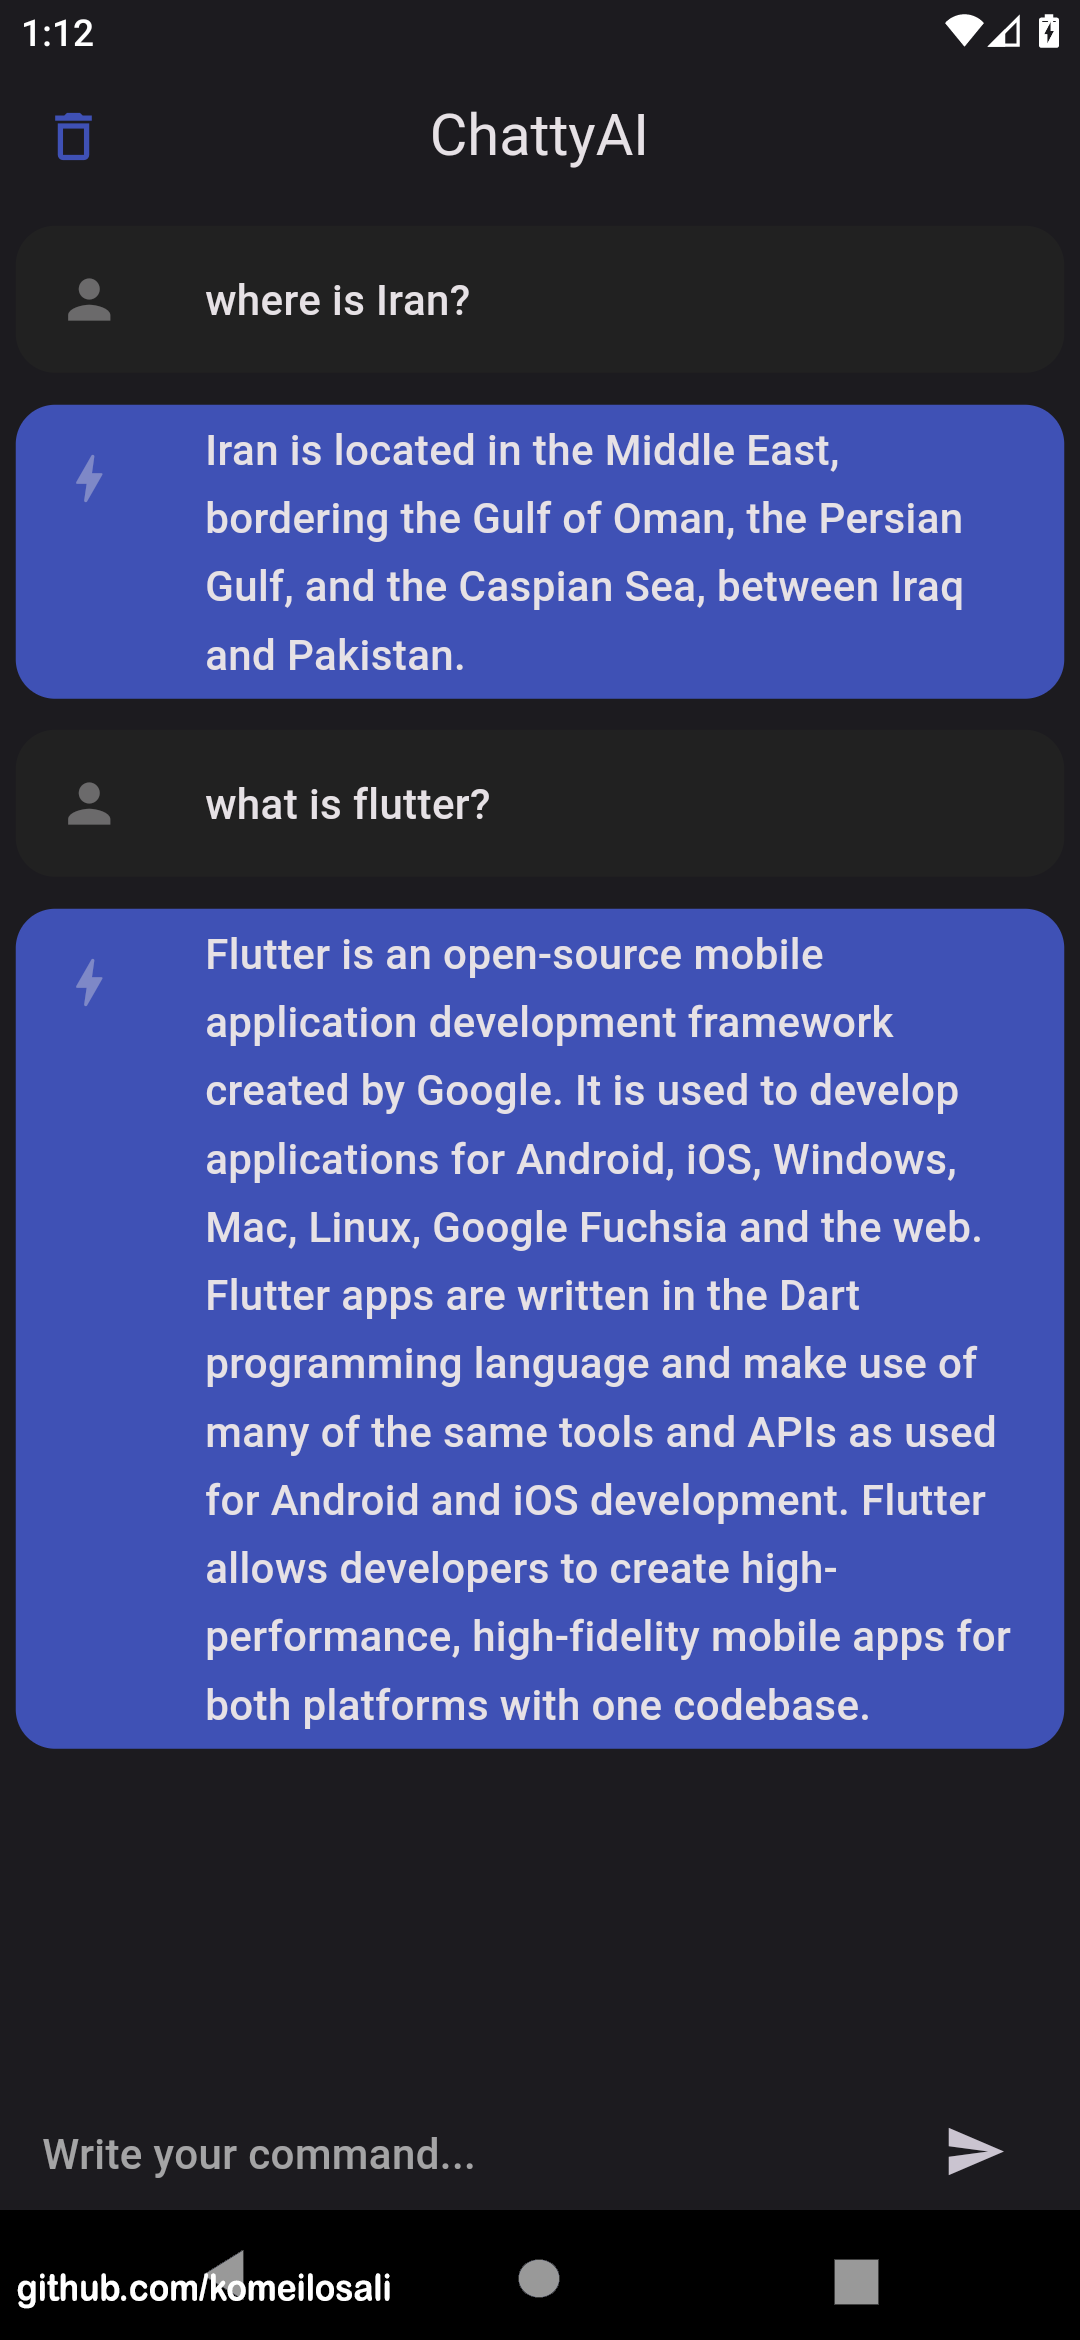 1:12
ChattyAI
where is Iran?
Iran is located in the Middle East,
bordering the Gulf of Oman, the Persian
Gulf, and the Caspian Sea, between Iraq
and Pakistan.
what is flutter?
Flutter is an open-source mobile
application development framework
created by Google. It is used to develop
applications for Android, iOS, Windows,
Mac, Linux, Google Fuchsia and the web.
Flutter apps are written in the Dart
programming language and make use of
many of the same tools and APIs as used
for Android and iOS development. Flutter
allows developers to create high-
performance, high-fidelity mobile apps for
both platforms with one codebase.
Write your command...
github.com/komeilosali